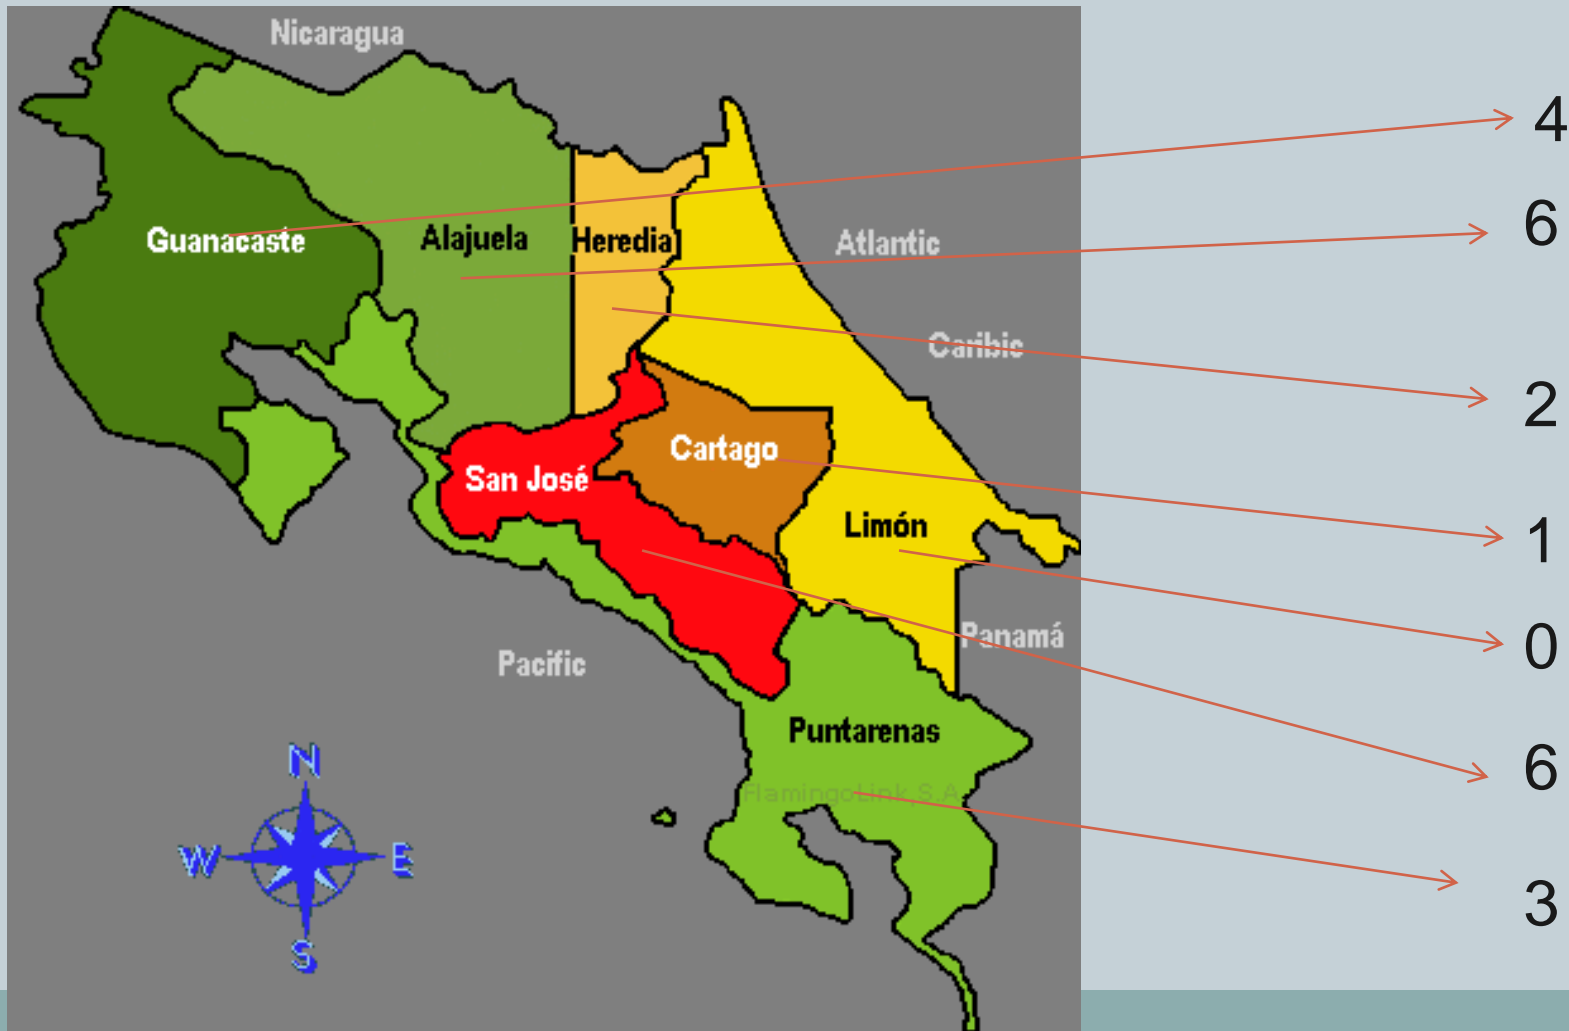 Nicaragua
4
6
Guanacaste
Alajuela
Heredia
Atlantic
Caribic
2
Cartago
San José
Limón
1
0
Panamá
Pacific
Puntarenas
6
FlamingoLink,S.A
3
N
W
E
S